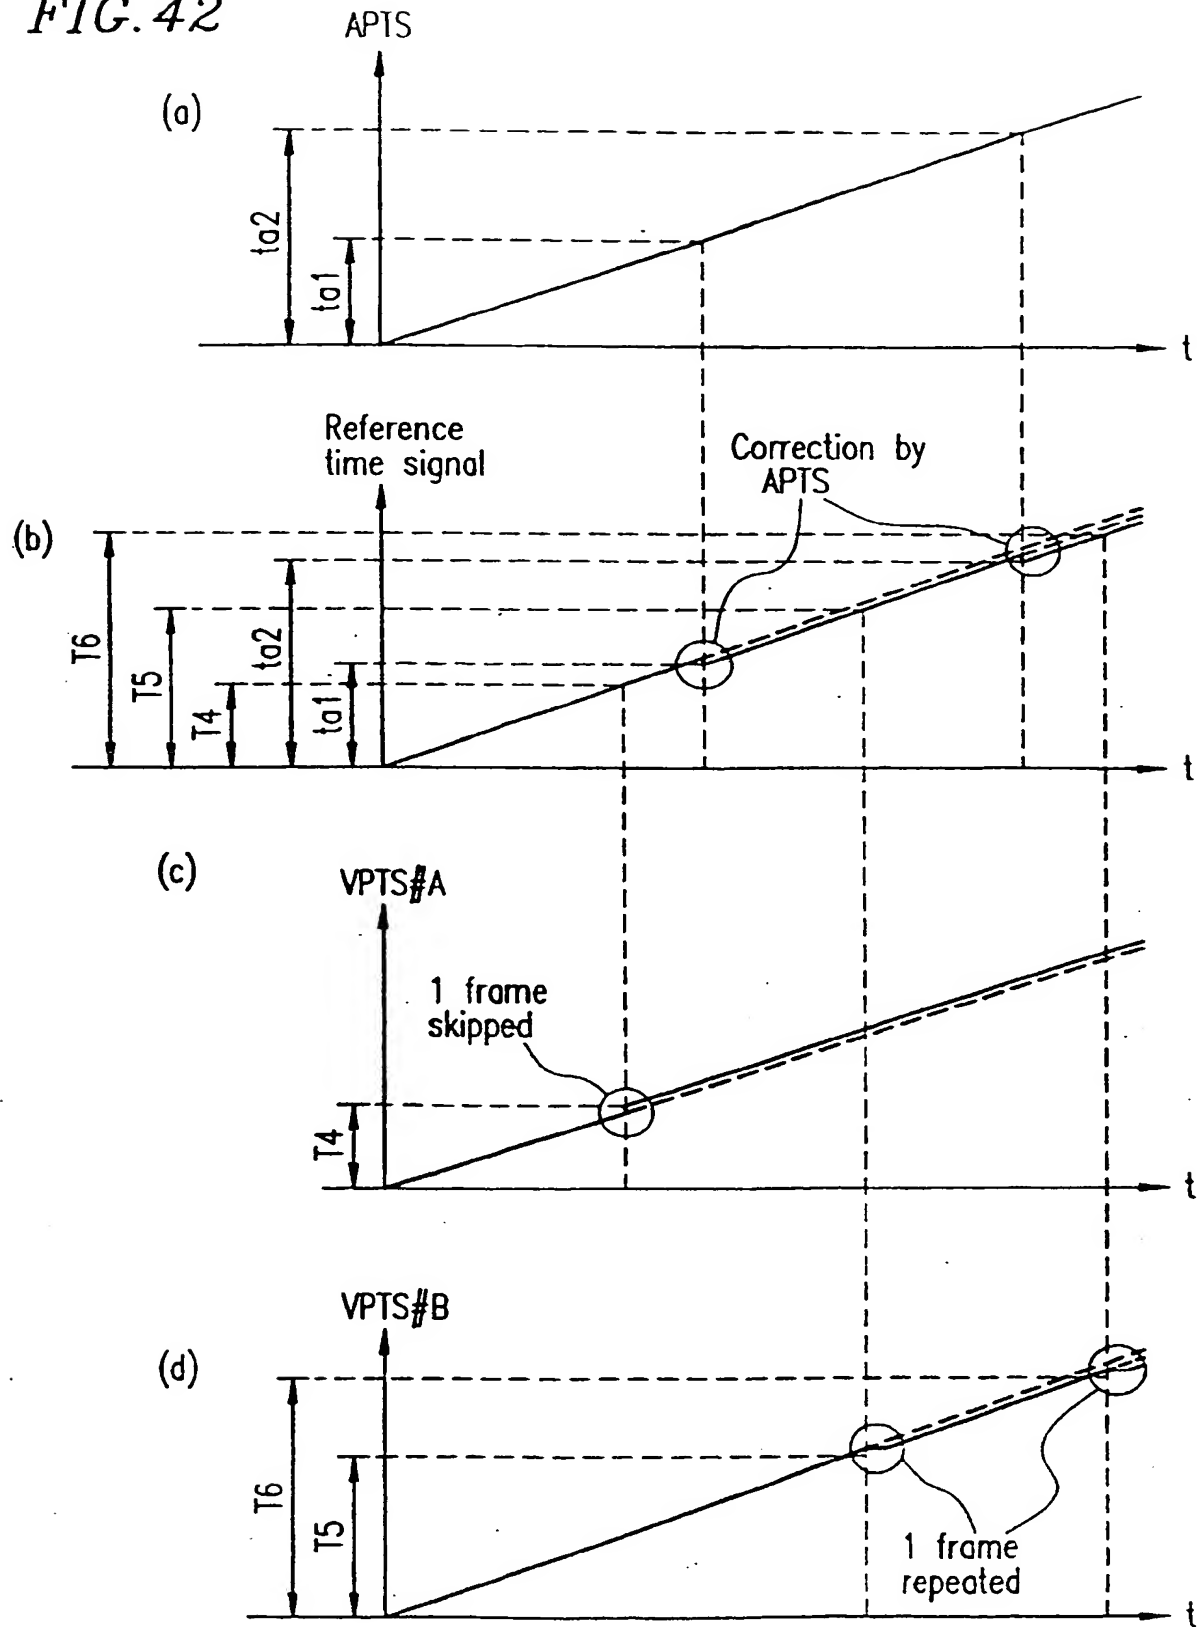 FIG. 42
APTS
(a)
ta2
ta1
t
Reference
time signal
Correction by
APTS
(b)
T6
T5
T4
ta2
ta1
t
(c)
VPTS#A
1 frame
skipped
T4
t
VPTS#B
(d)
T6
T5
1 frame
repeated
t